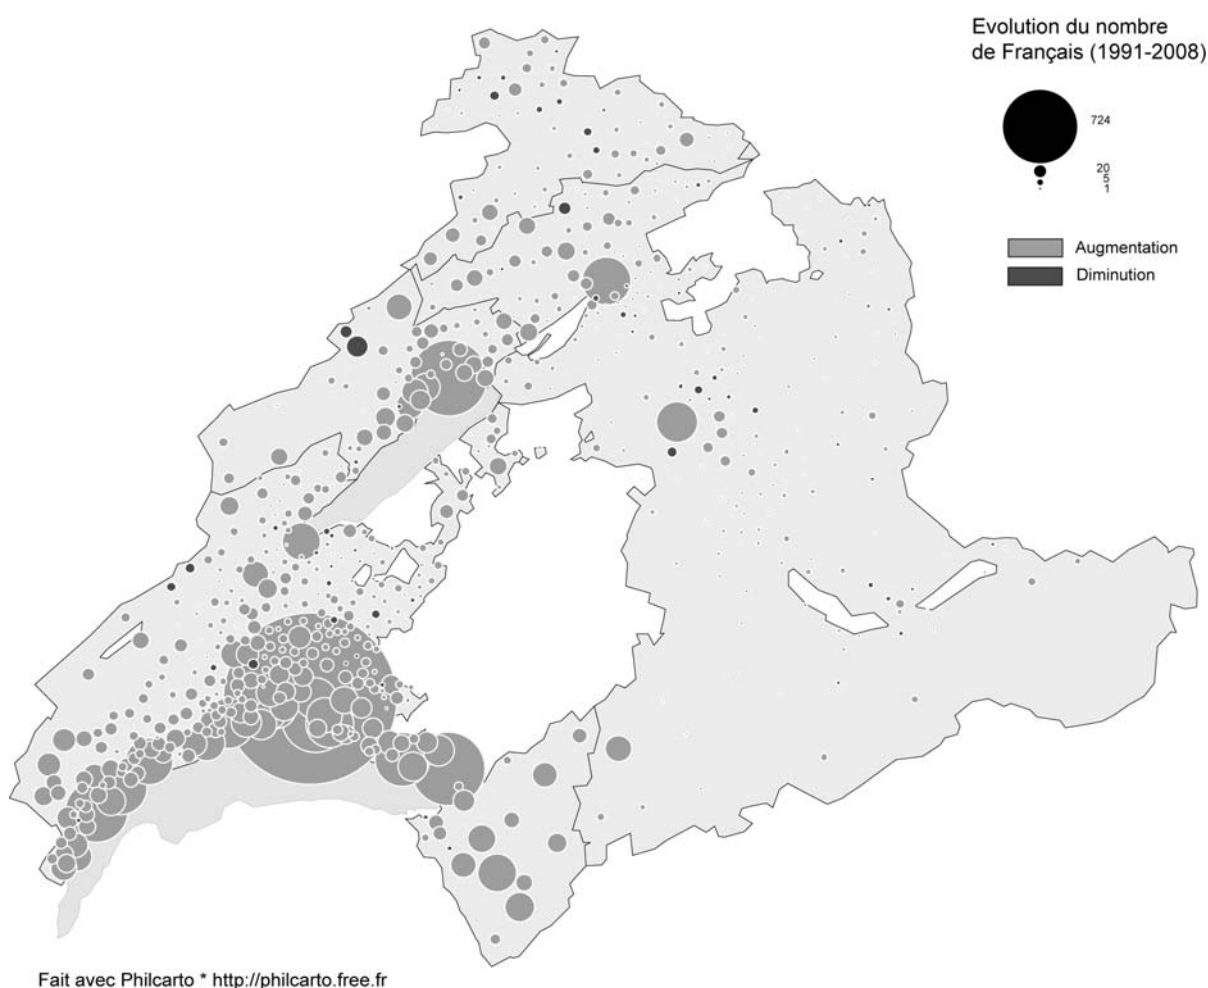 Evolution du nombre
de Français (1991-2008)
724
20
5
1
Augmentation
Diminution
Fait avec Philcarto * http://philcarto.free.fr